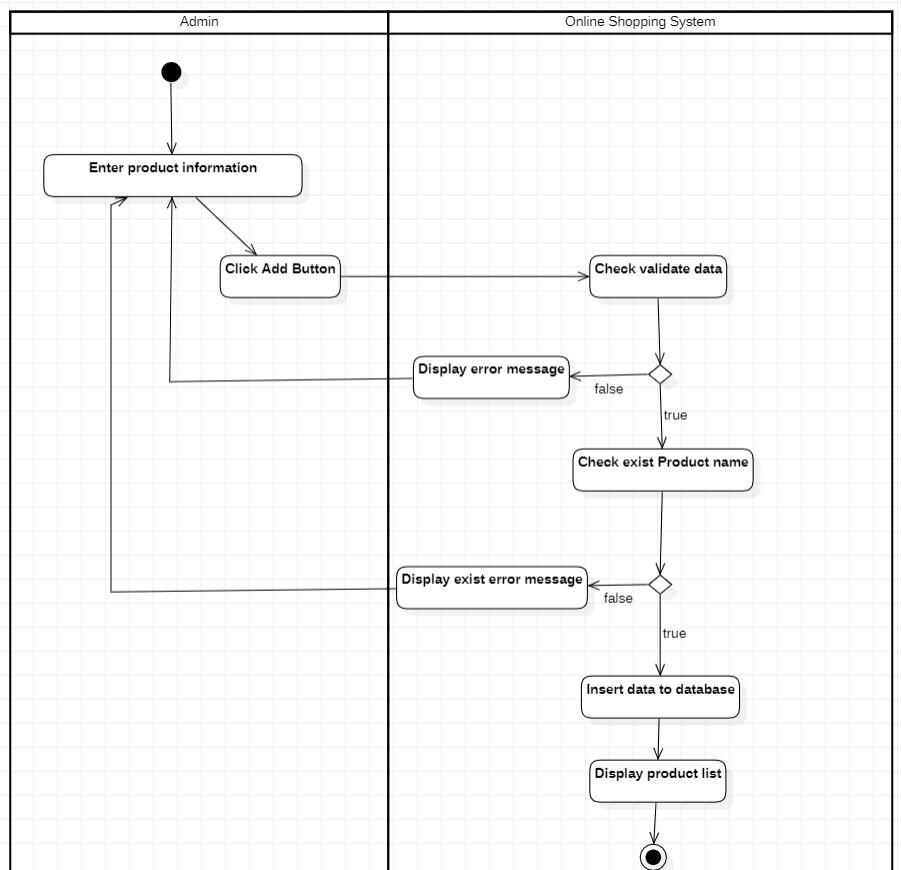 Admin
Online Shopping System
Enter product information
Click Add Button
Check validate data
Display error message
false
true
Check exist Product name
Display exist error message
false
true
Insert data to database
Display product list